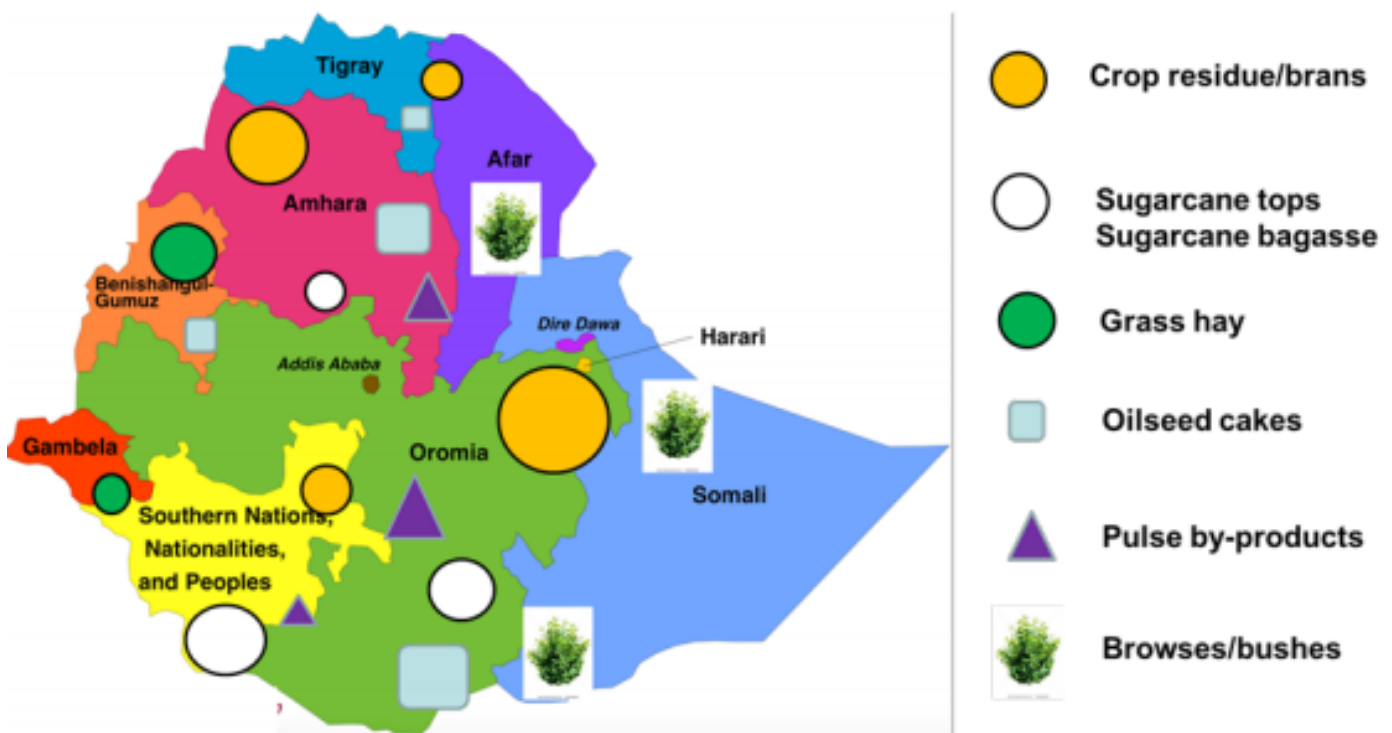 Tigray
Afar
Amhara
Benishangul-
Gumuz
Dire Dawa
Harari
Addis Ababa
Gambela
Oromia
Somali
Southern Nations,
Nationalities,
and Peoples
Crop residue/brans
Sugarcane tops
Sugarcane bagasse
Grass hay
Oilseed cakes
Pulse by-products
Browses/bushes